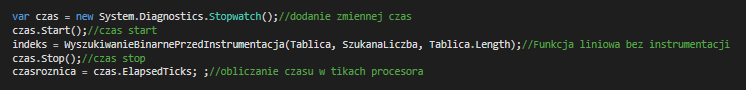 var czas = new System.Diagnostics.Stopwatch();//dodanie zmiennej czas
czas.Start();//czas start
indeks = WyszukiwanieBinarnePrzedInstrumentacja(Tablica, SzukanaLiczba, Tablica.Length);//Funkcja liniowa bez instrumentacji
czas.Stop();//czas stop
czasroznica = czas.ElapsedTicks; ;//obliczanie czasu w tikach procesora